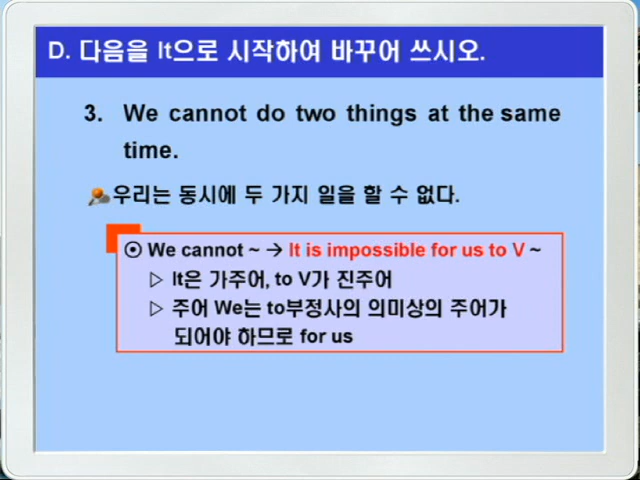 D. 다음을 It으로 시작하여 바꾸어 쓰시오.
3. We cannot do two things at the same
time.
우리는 동시에 두 가지 일을 할 수 없다.
⊙ We cannot ~ → It is impossible for us to V ~
▷ It은 가주어, to V가 진주어
▷ 주어 We는 to부정사의 의미상의 주어가
되어야 하므로 for us